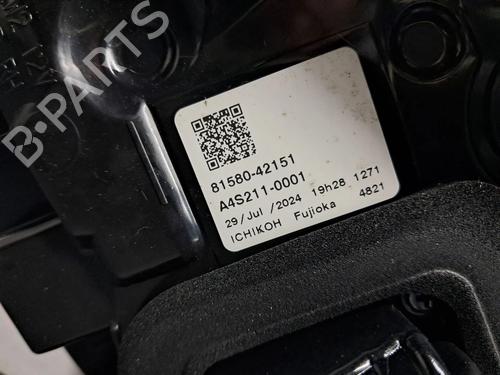 B-PARTS
81580-42151
A4S211-0001
29/Jul /2024 19h28 1271
ICHIKOH Fujioka 4821